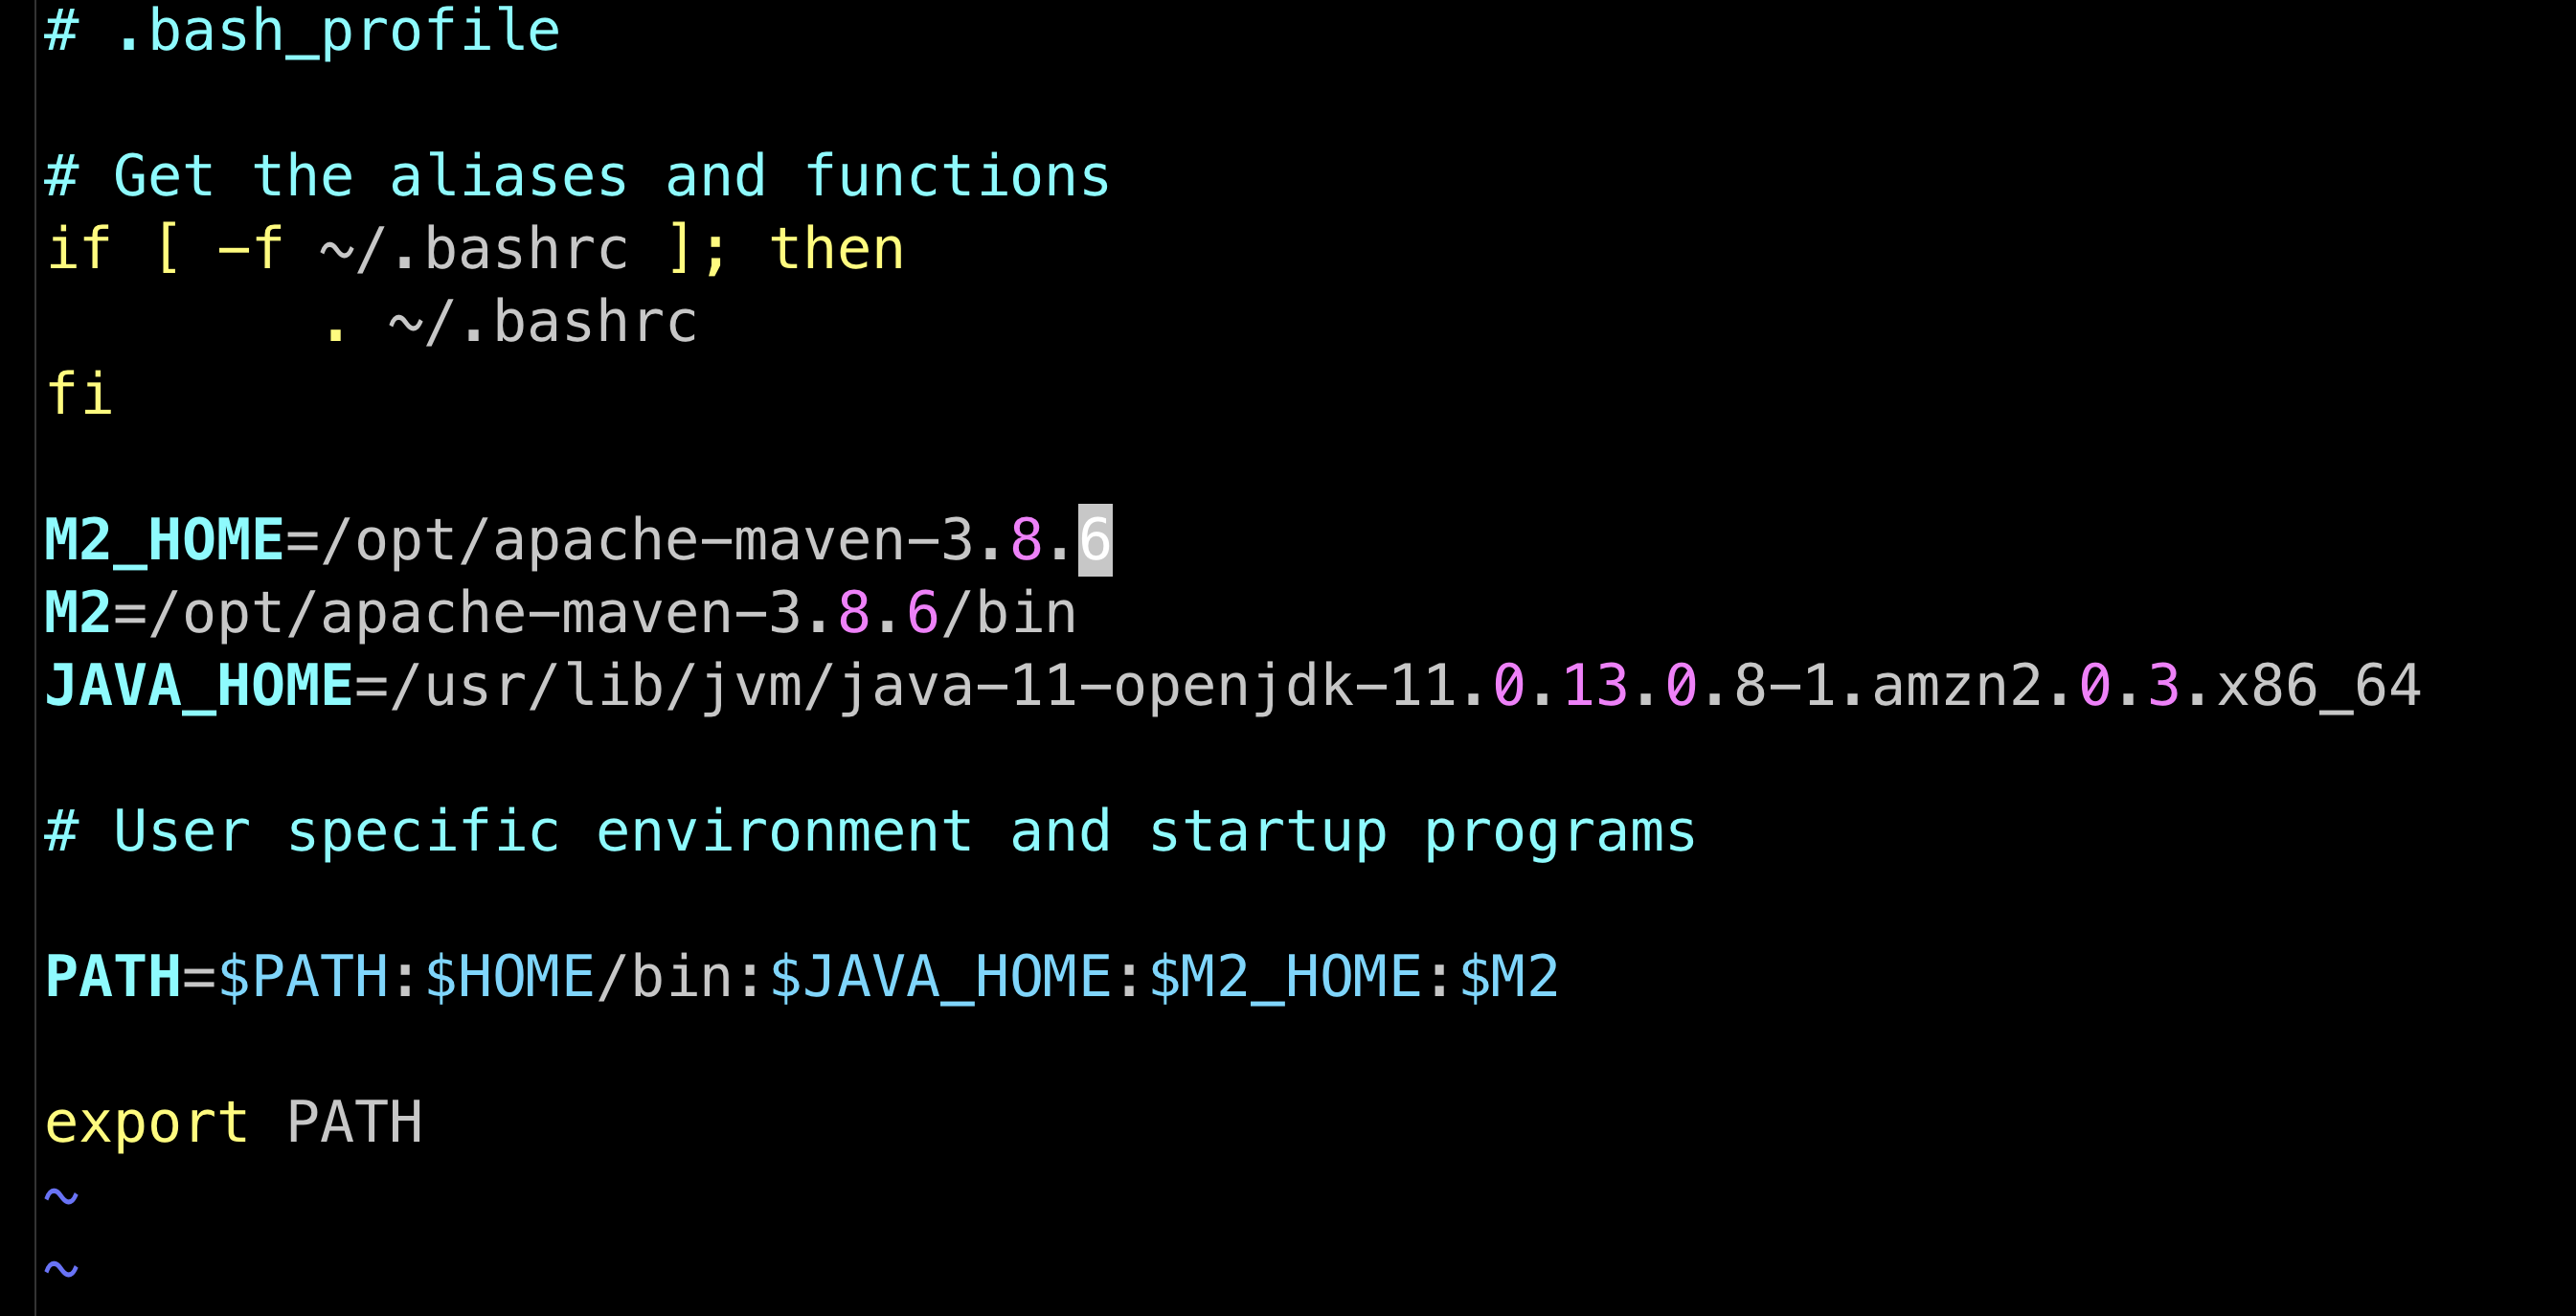 # .bash_profile
# Get the aliases and functions
if [ -f ~/.bashrc ]; then
        . ~/.bashrc
fi
M2_HOME=/opt/apache-maven-3.8.6
M2=/opt/apache-maven-3.8.6/bin
JAVA_HOME=/usr/lib/jvm/java-11-openjdk-11.0.13.0.8-1.amzn2.0.3.x86_64
# User specific environment and startup programs
PATH=$PATH:$HOME/bin:$JAVA_HOME:$M2_HOME:$M2
export PATH
~
~